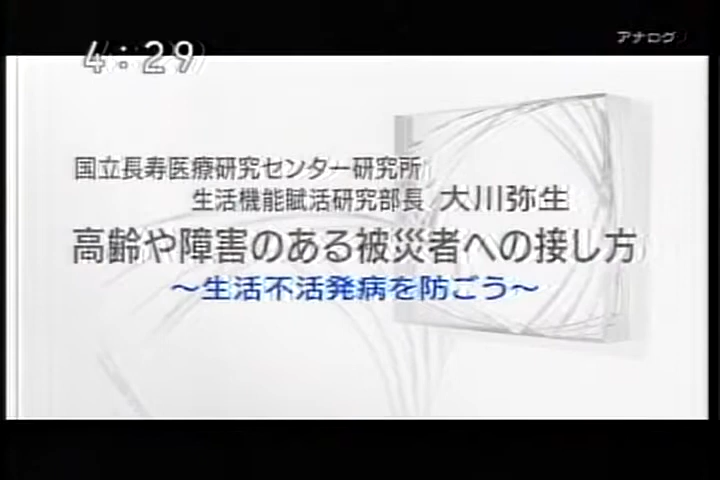 アナログ
4:29
国立長寿医療研究センター研究所
生活機能賦活研究部長 大川弥生
高齢や障害のある被災者への接し方
～生活不活発病を防ごう～